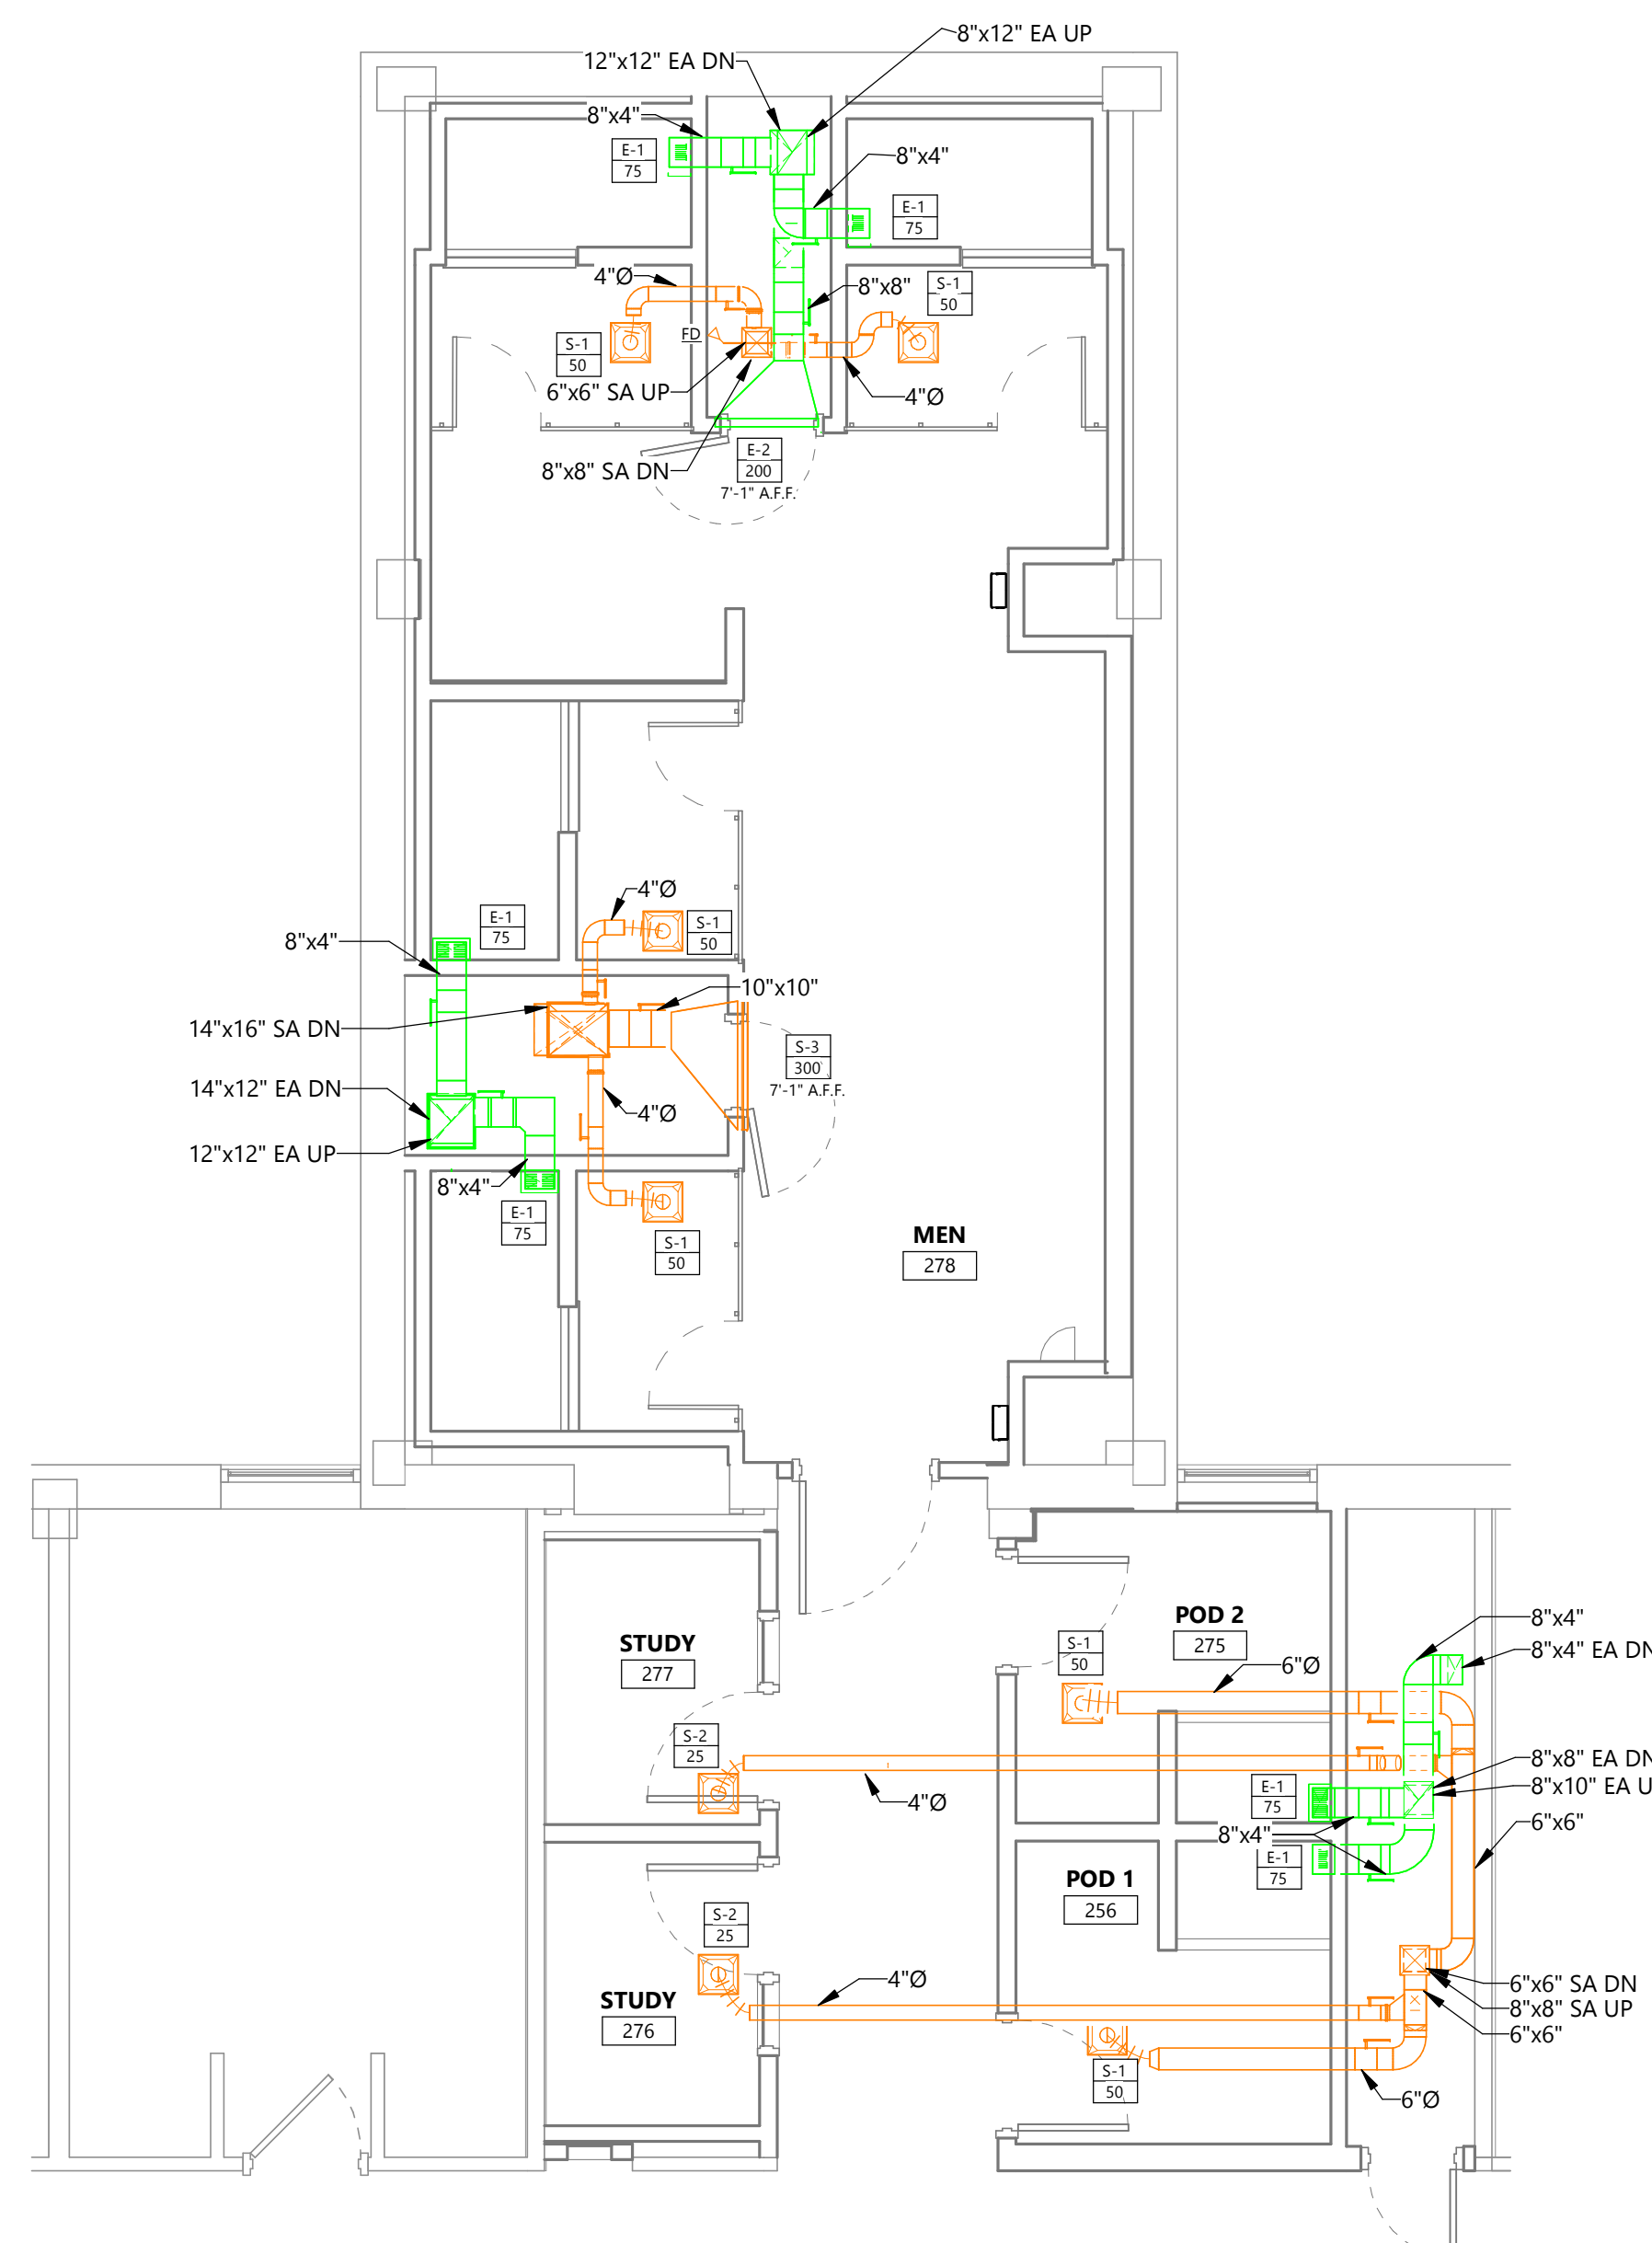 8"x12" EA UP
12"x12" EA DN
8"x4"
E-1
75
8"x4"
E-1
75
4"Ø
8"x8"
S-1
50
FD
S-1
50
6"x6" SA UP
4"Ø
E-2
200
7'-1" A.F.F.
8"x8" SA DN
4"Ø
E-1
75
S-1
50
8"x4"
10"x10"
14"x16" SA DN
S-3
300
7'-1" A.F.F.
14"x12" EA DN
4"Ø
12"x12" EA UP
8"x4"
E-1
75
S-1
50
MEN
278
STUDY
277
POD 2
275
8"x4"
8"x4" EA DN
S-1
50
6"Ø
S-2
25
8"x8" EA DN
8"x10" EA U
E-1
75
4"Ø
8"x4"
6"x6"
E-1
75
POD 1
256
S-2
25
4"Ø
6"x6" SA DN
8"x8" SA UP
6"x6"
STUDY
276
S-1
50
6"Ø